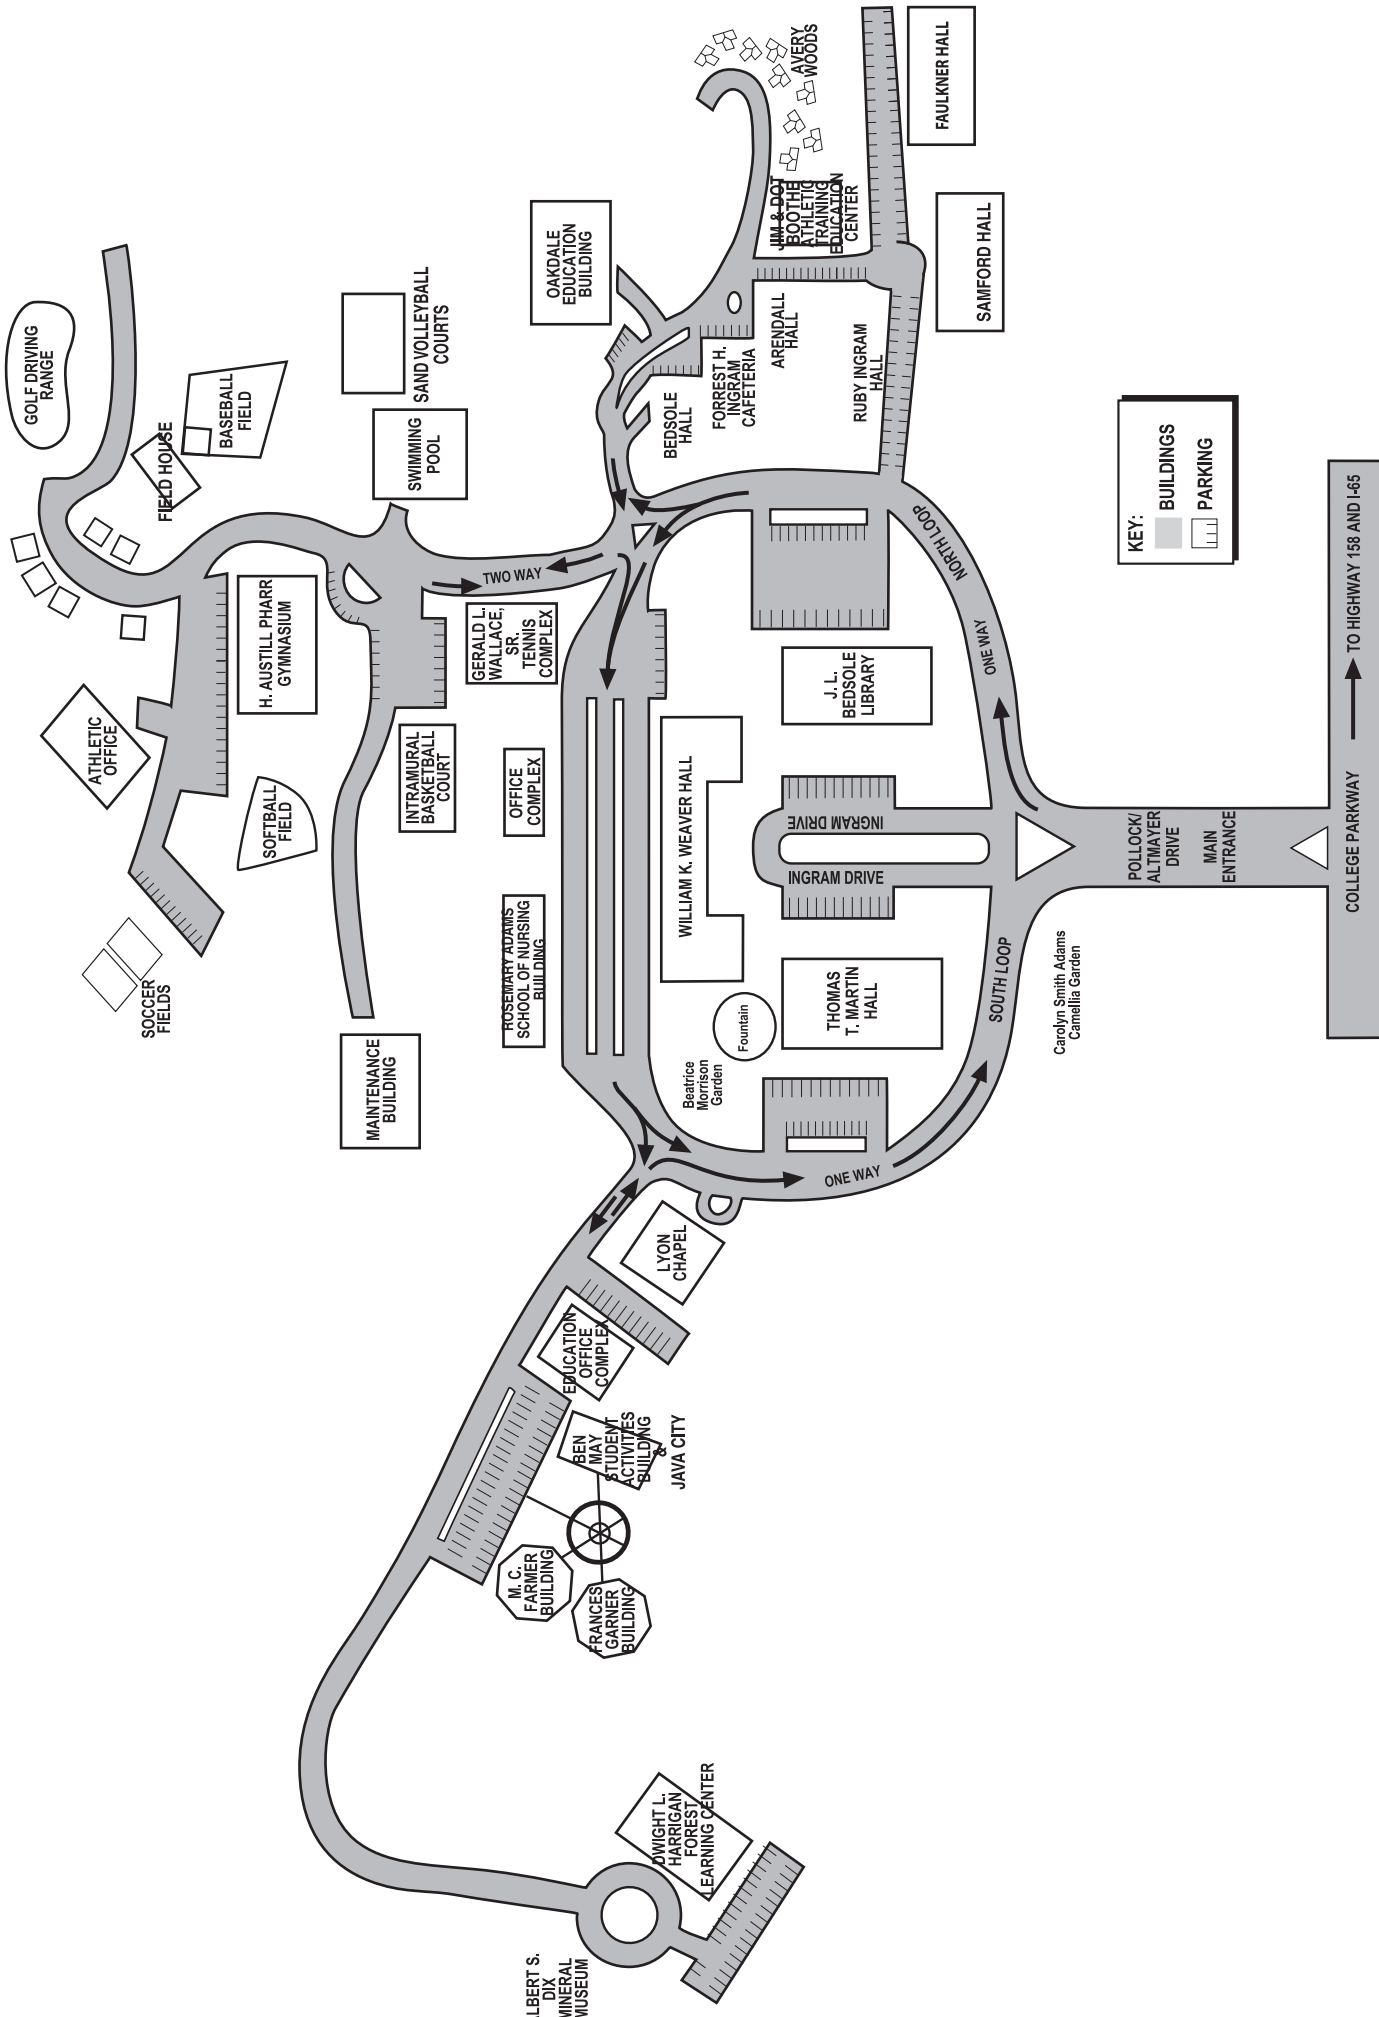 GOLF DRIVING
RANGE
FIELD HOUSE
BASEBALL
FIELD
SAND VOLLEYBALL
COURTS
SWIMMING
POOL
OAKDALE
EDUCATION
BUILDING
AVERY
WOODS
FAULKNER HALL
JIM & DOT
BOOTHE
ATHLETIC
TRAINING
EDUCATION
CENTER
SAMFORD HALL
ARENDALL
HALL
RUBY INGRAM
HALL
FORREST H.
INGRAM
CAFETERIA
BEDSOLE
HALL
KEY:
BUILDINGS
PARKING
NORTH LOOP
ONE WAY
TWO WAY
H. AUSTILL PHARR
GYMNASIUM
GERALD L.
WALLACE,
SR.
TENNIS
COMPLEX
J. L.
BEDSOLE
LIBRARY
TO HIGHWAY 158 AND I-65
COLLEGE PARKWAY
ATHLETIC
OFFICE
SOFTBALL
FIELD
INTRAMURAL
BASKETBALL
COURT
OFFICE
COMPLEX
WILLIAM K. WEAVER HALL
INGRAM DRIVE
INGRAM DRIVE
POLLOCK/
ALTMAYER
DRIVE
MAIN
ENTRANCE
ROSEMARY ADAMS
SCHOOL OF NURSING
BUILDING
SOCCER
FIELDS
MAINTENANCE
BUILDING
Fountain
THOMAS
T. MARTIN
HALL
SOUTH LOOP
Carolyn Smith Adams
Camellia Garden
Beatrice
Morrison
Garden
ONE WAY
LYON
CHAPEL
EDUCATION
OFFICE
COMPLEX
BEN
MAY
STUDENT
ACTIVITIES
BUILDING
&
JAVA CITY
M. C.
FARMER
BUILDING
FRANCES
GARNER
BUILDING
DWIGHT L.
HARRIGAN
FOREST
LEARNING CENTER
LBERT S.
DIX
MINERAL
MUSEUM